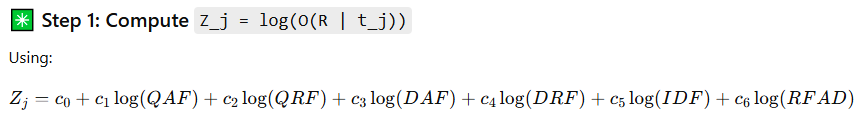 ✳️ Step 1: Compute Z_j = log(O(R | t_j))
Using:
Z_j = c_0 + c_1 log(QAF) + c_2 log(QRF) + c_3 log(DAF) + c_4 log(DRF) + c_5 log(IDF) + c_6 log(RFAD)